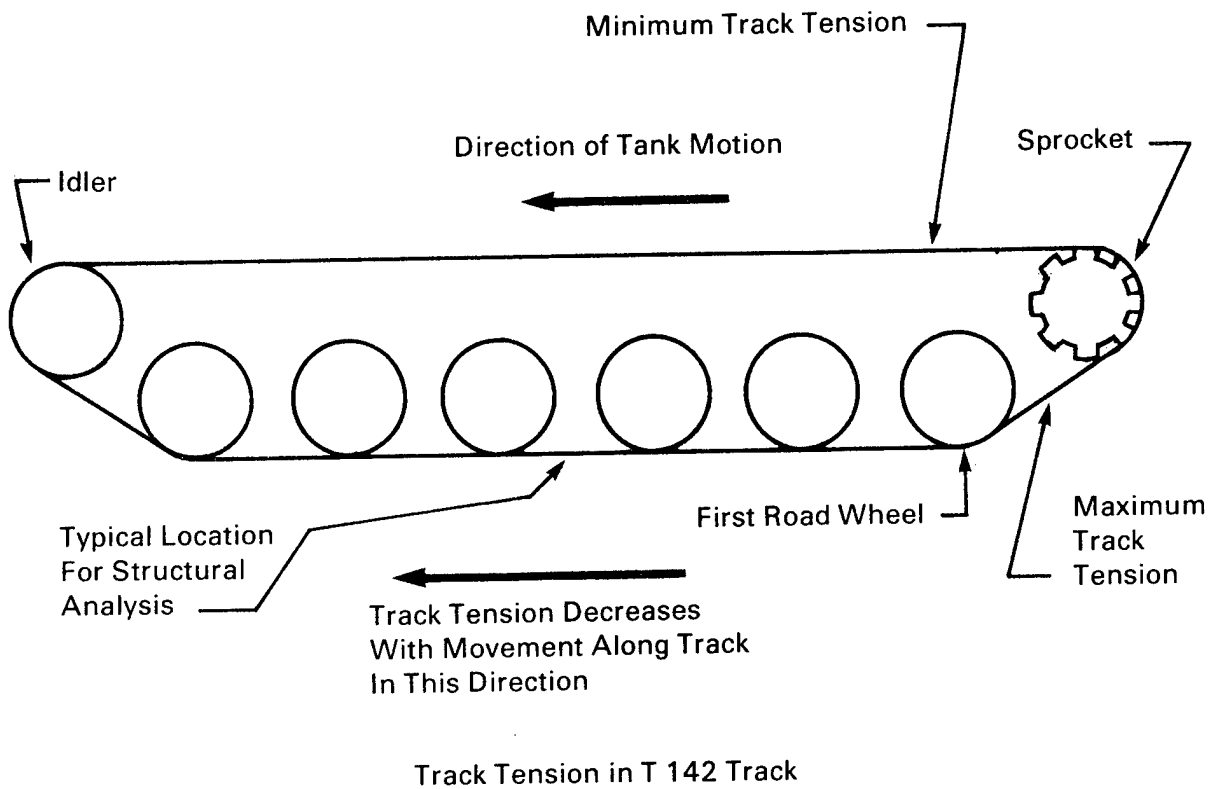 Minimum Track Tension
Direction of Tank Motion
Sprocket
Idler
First Road Wheel
Maximum
Track
Tension
Typical Location
For Structural
Analysis
Track Tension Decreases
With Movement Along Track
In This Direction
Track Tension in T 142 Track